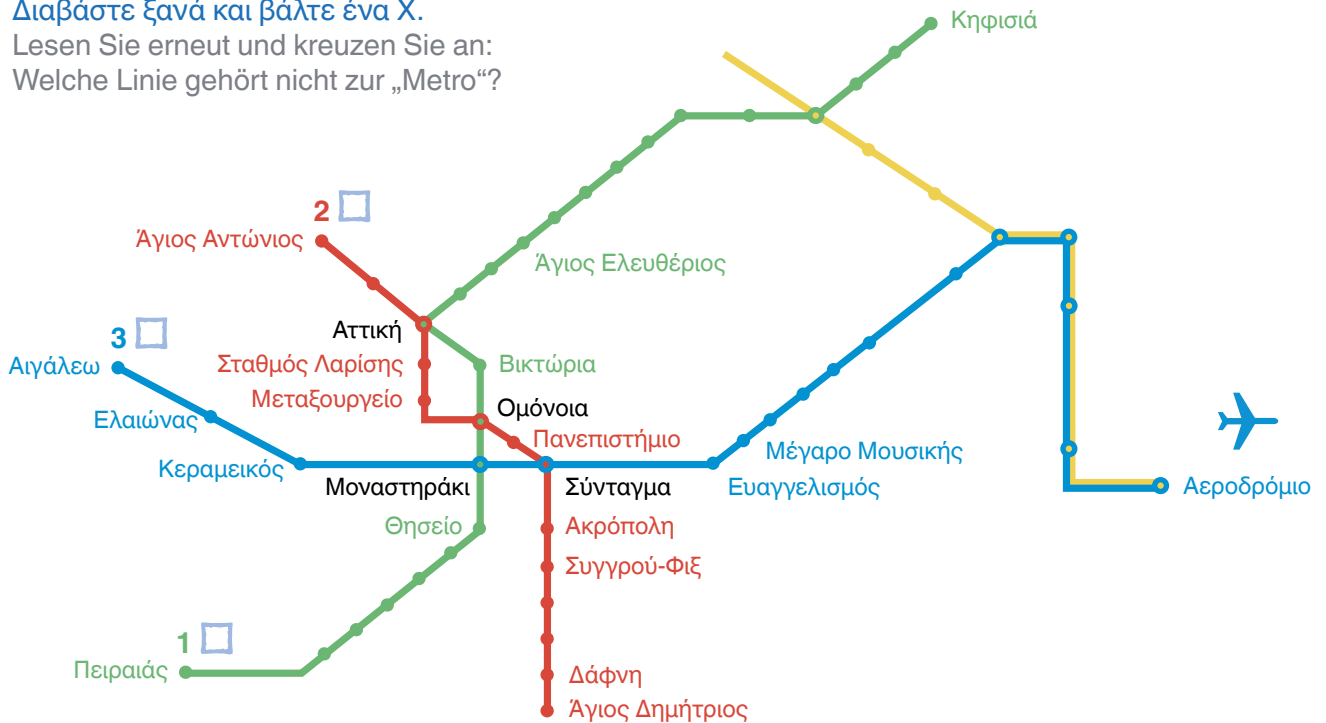 Διαβάστε ξανά και βάλτε ένα Χ.
Lesen Sie erneut und kreuzen Sie an:
Welche Linie gehört nicht zur „Metro“?
Κηφισιά
2
Άγιος Αντώνιος
Άγιος Ελευθέριος
Αττική
3
Αιγάλεω
Σταθμός Λαρίσης
Βικτώρια
Μεταξουργείο
Ομόνοια
Ελαιώνας
Πανεπιστήμιο
Μέγαρο Μουσικής
Κεραμεικός
Μοναστηράκι
Σύνταγμα
Ευαγγελισμός
Αεροδρόμιο
Θησείο
Ακρόπολη
Συγγρού-Φιξ
1
Πειραιάς
Δάφνη
Άγιος Δημήτριος